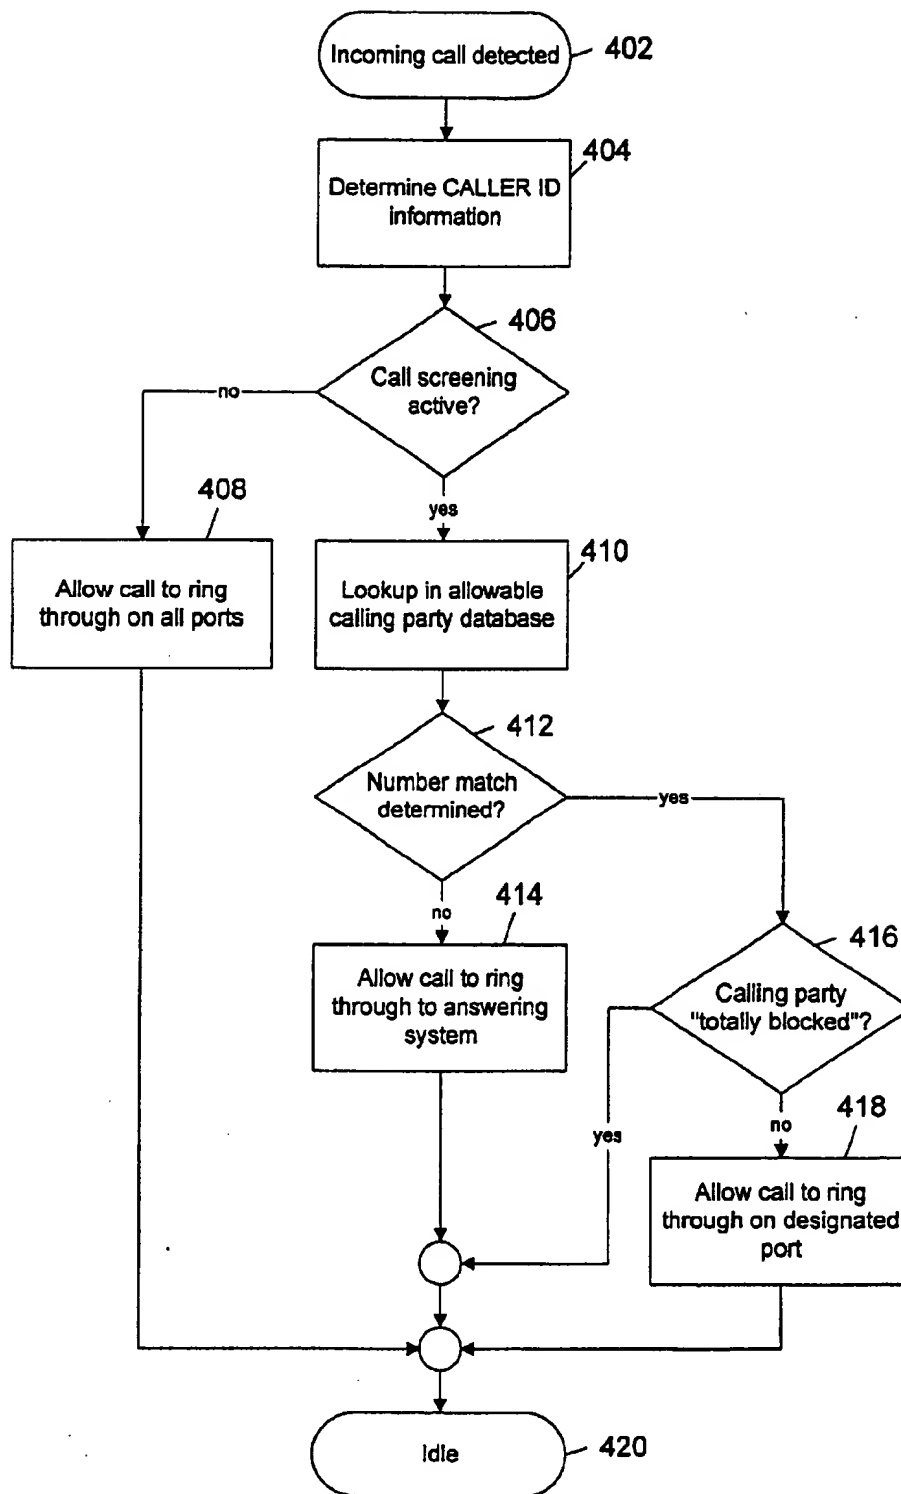 Incoming call detected
402
404
Determine CALLER ID
information
406
Call screening
active?
no
yes
408
Allow call to ring
through on all ports
410
Lookup in allowable
calling party database
412
Number match
determined?
yes
no
414
Allow call to ring
through to answering
system
416
Calling party
"totally blocked"?
yes
no
418
Allow call to ring
through on designated
port
Idle
420